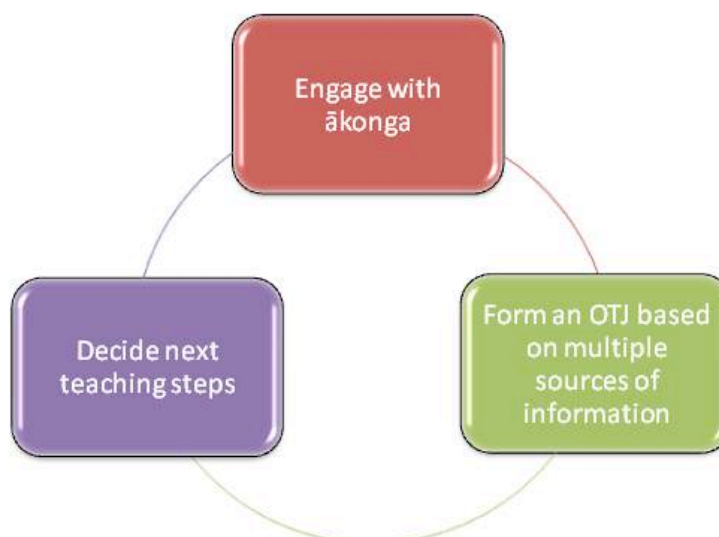 Engage with
ākonga
Form an OTJ based
on multiple
sources of
information
Decide next
teaching steps